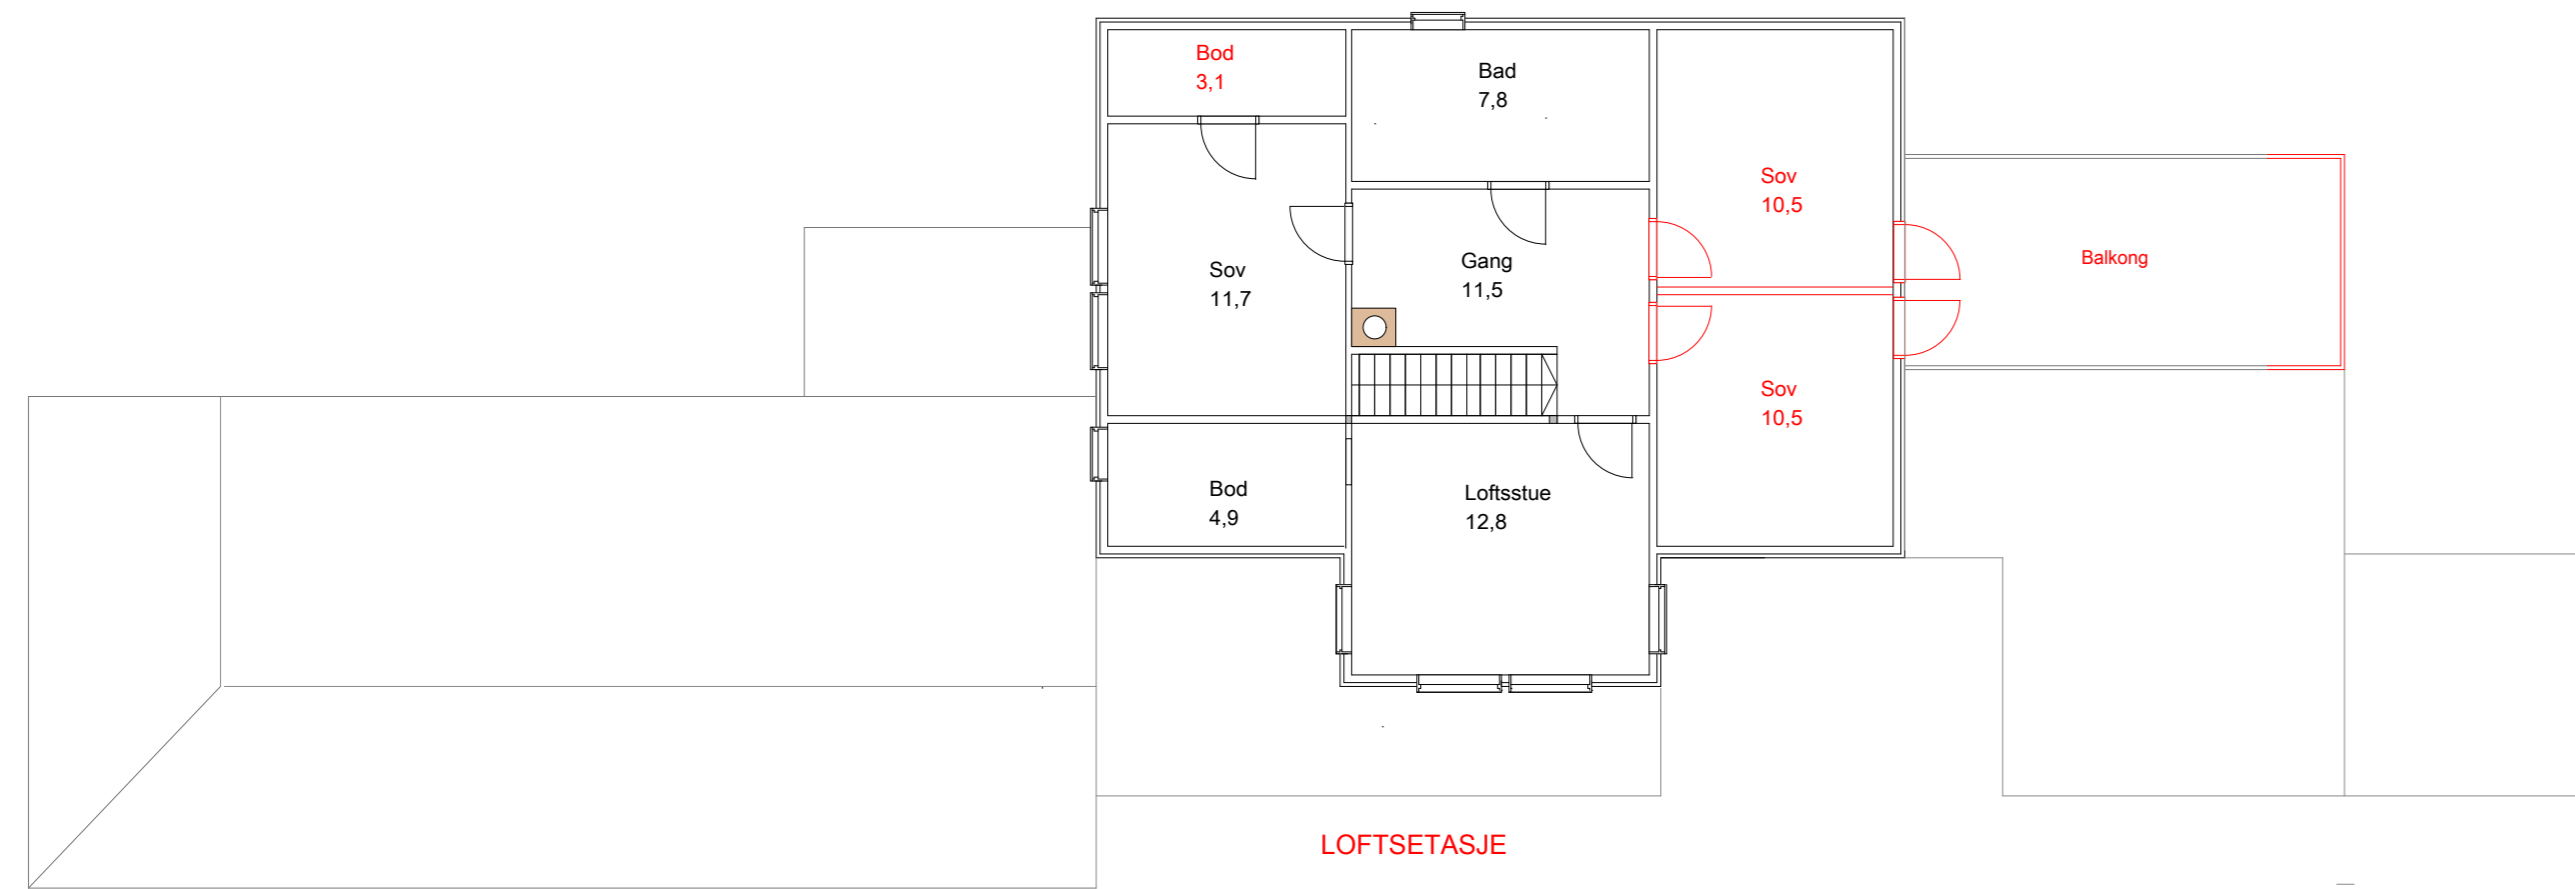 Bod
3,1
Bad
7,8
Sov
10,5
Sov
11,7
Gang
11,5
Balkong
Sov
10,5
Bod
4,9
Loftsstue
12,8
LOFTSETASJE